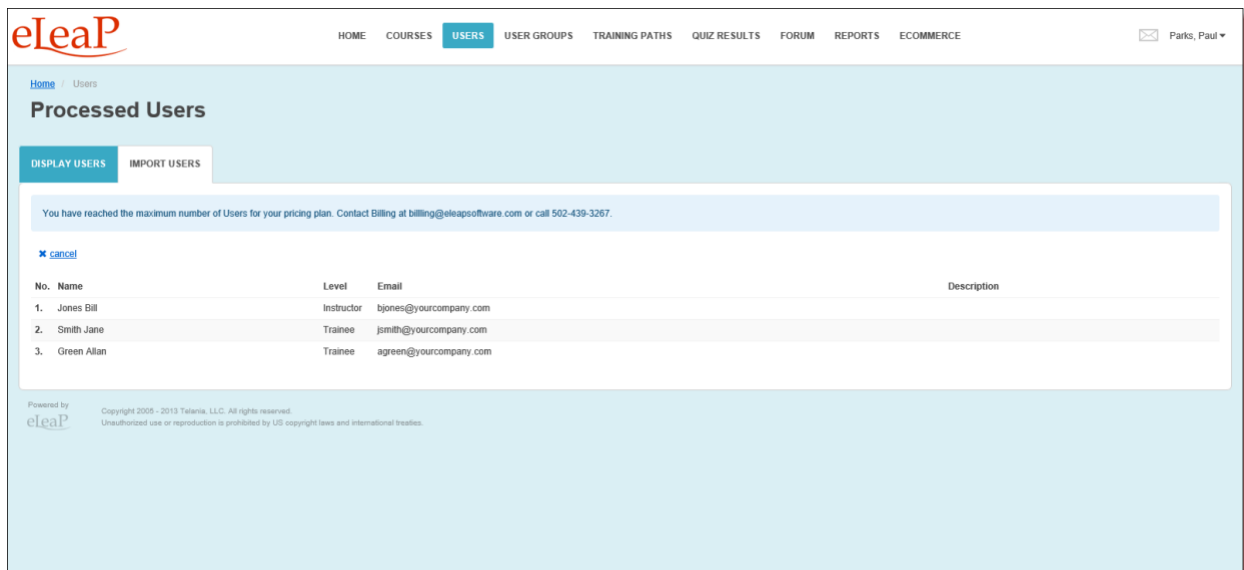 eLeaP
HOME COURSES USERS USER GROUPS TRAINING PATHS QUIZ RESULTS FORUM REPORTS ECOMMERCE Parks, Paul
Home / Users
Processed Users
DISPLAY USERS IMPORT USERS
You have reached the maximum number of Users for your pricing plan. Contact Billing at billling@eleapsoftware.com or call 502-439-3267.
cancel
No. Name Level Email Description
1. Jones Bill Instructor bjones@yourcompany.com
2. Smith Jane Trainee jsmith@yourcompany.com
3. Green Allan Trainee agreen@yourcompany.com
Powered by
eLeaP
Copyright 2005 - 2013 Telania, LLC. All rights reserved.
Unauthorized use or reproduction is prohibited by US copyright laws and international treaties.